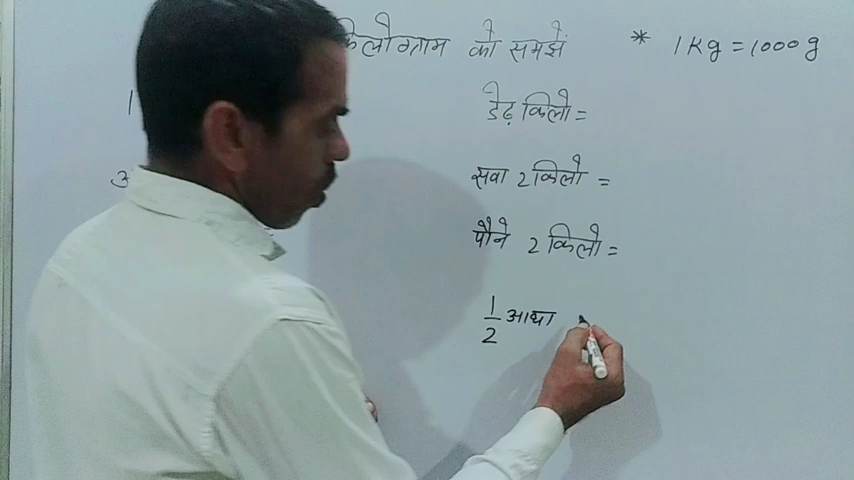 किलोग्राम को समझें * 1 Kg = 1000 g
डेढ़ किलो =
सवा 2 किलो =
पौने 2 किलो =
1/2 आधा